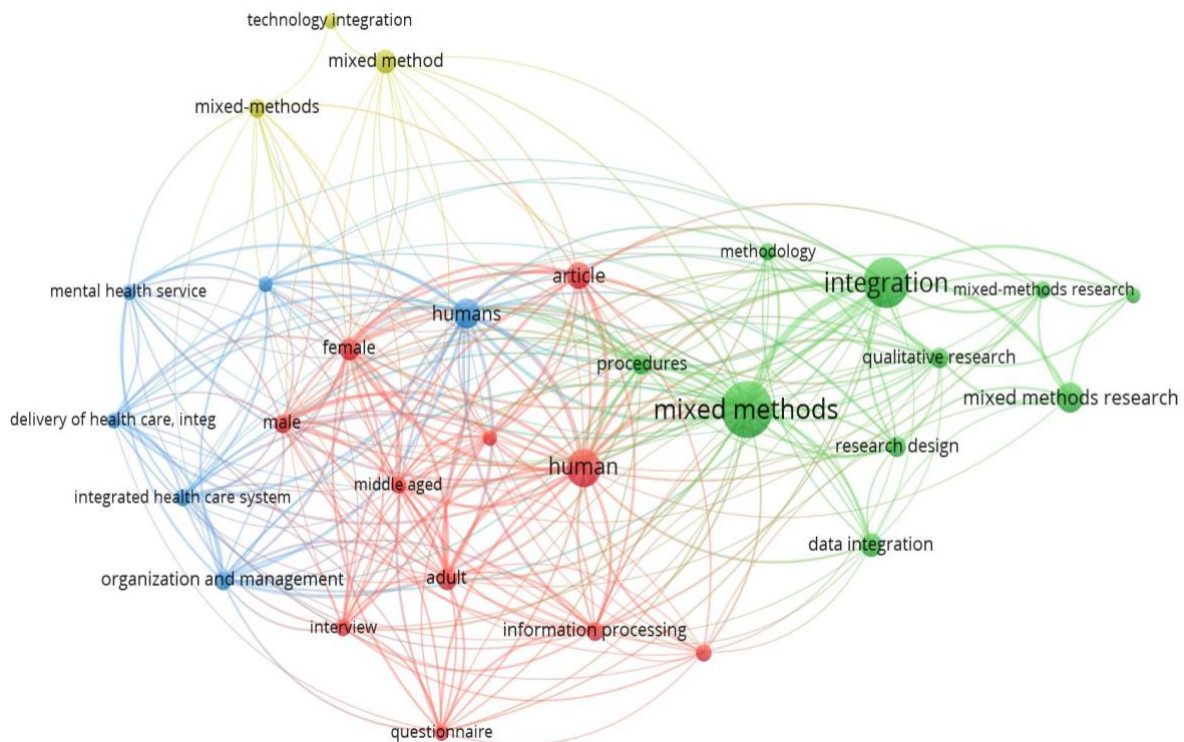 technology integration
mixed method
mixed-methods
methodology
article
integration
mental health service
mixed-methods research
humans
female
procedures
qualitative research
mixed methods research
mixed methods
delivery of health care, integ
male
research design
human
middle aged
integrated health care system
data integration
organization and management
adult
interview
information processing
questionnaire